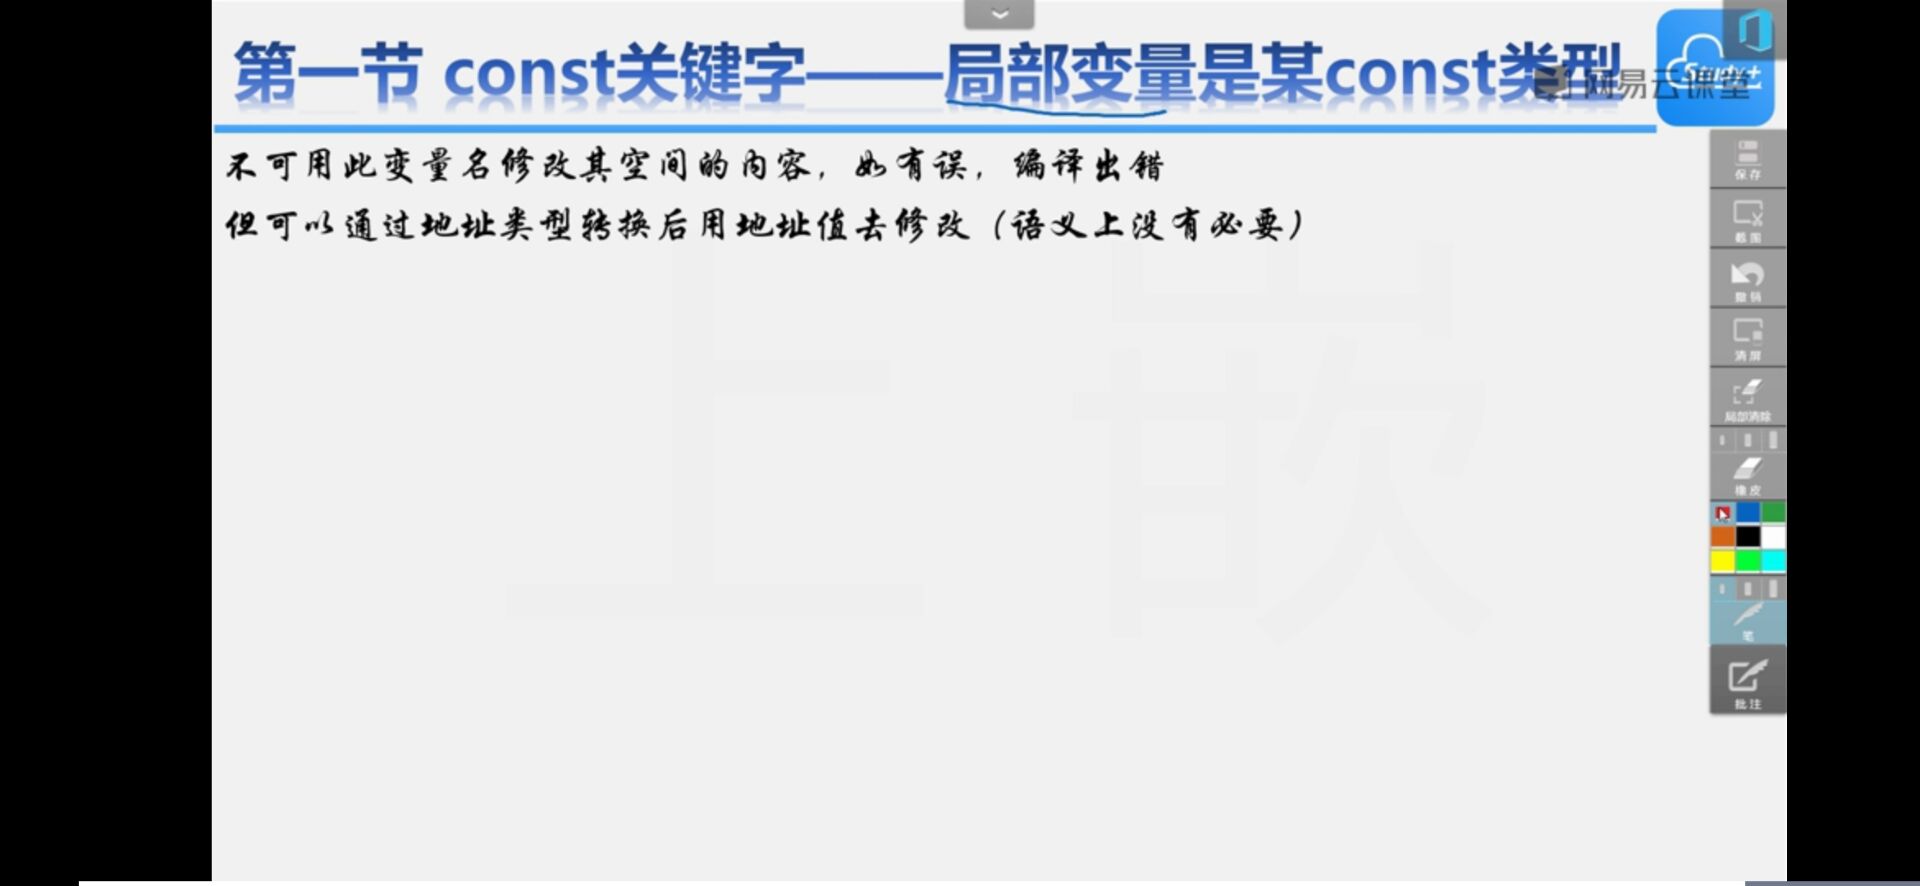 第一节 const关键字——局部变量是某const类型
Study+
网易云课堂
不可用此变量名修改其空间的内容，如有误，编译出错
但可以通过地址类型转换后用地址值去修改（语义上没有必要）
上嵌
保存
截图
撤销
清屏
局部清除
橡皮
笔
批注